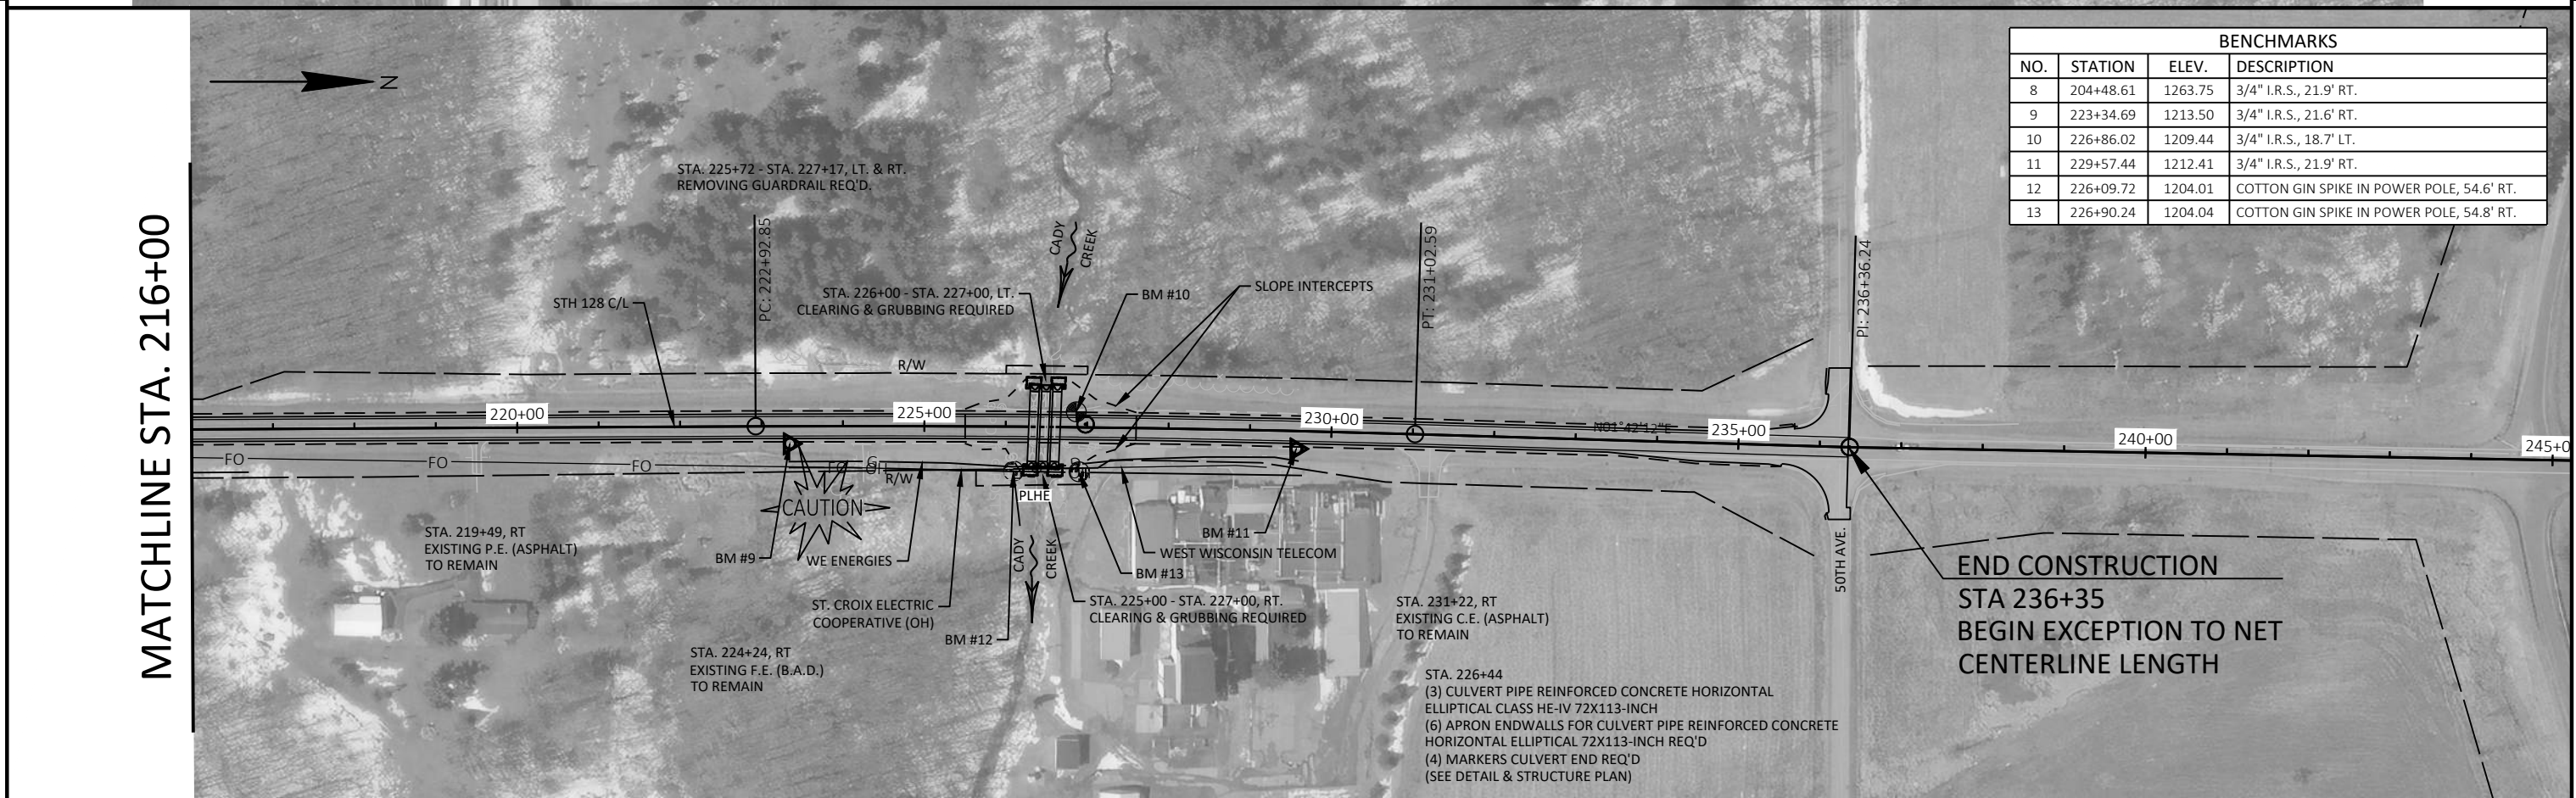 BENCHMARKS
NO. STATION ELEV. DESCRIPTION
8 204+48.61 1263.75 3/4" I.R.S., 21.9' RT.
9 223+34.69 1213.50 3/4" I.R.S., 21.6' RT.
10 226+86.02 1209.44 3/4" I.R.S., 18.7' LT.
11 229+57.44 1212.41 3/4" I.R.S., 21.9' RT.
12 226+09.72 1204.01 COTTON GIN SPIKE IN POWER POLE, 54.6' RT.
13 226+90.24 1204.04 COTTON GIN SPIKE IN POWER POLE, 54.8' RT.
N
MATCHLINE STA. 216+00
STA. 225+72 - STA. 227+17, LT. & RT.
REMOVING GUARDRAIL REQ'D.
PC: 222+92.85
CADY
CREEK
PT: 231+02.59
PI: 236+36.24
STH 128 C/L
STA. 226+00 - STA. 227+00, LT.
CLEARING & GRUBBING REQUIRED
BM #10
SLOPE INTERCEPTS
R/W
220+00
225+00
230+00
N01°42'12"E
235+00
240+00
245+0
FO
FO
FO
R/W
CAUTION
PLHE
STA. 219+49, RT
EXISTING P.E. (ASPHALT)
TO REMAIN
BM #9
WE ENERGIES
CADY
CREEK
BM #11
WEST WISCONSIN TELECOM
BM #13
50TH AVE.
ST. CROIX ELECTRIC
COOPERATIVE (OH)
BM #12
STA. 225+00 - STA. 227+00, RT.
CLEARING & GRUBBING REQUIRED
STA. 231+22, RT
EXISTING C.E. (ASPHALT)
TO REMAIN
STA. 224+24, RT
EXISTING F.E. (B.A.D.)
TO REMAIN
STA. 226+44
(3) CULVERT PIPE REINFORCED CONCRETE HORIZONTAL
ELLIPTICAL CLASS HE-IV 72X113-INCH
(6) APRON ENDWALLS FOR CULVERT PIPE REINFORCED CONCRETE
HORIZONTAL ELLIPTICAL 72X113-INCH REQ'D
(4) MARKERS CULVERT END REQ'D
(SEE DETAIL & STRUCTURE PLAN)
END CONSTRUCTION
STA 236+35
BEGIN EXCEPTION TO NET
CENTERLINE LENGTH